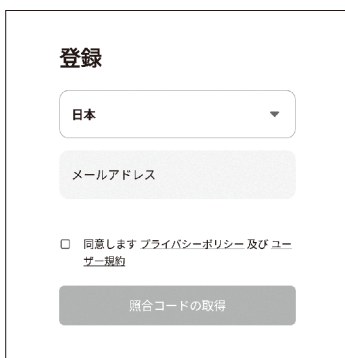 登録
日本
メールアドレス
同意します プライバシーポリシー 及び ユー
ザー規約
照合コードの取得